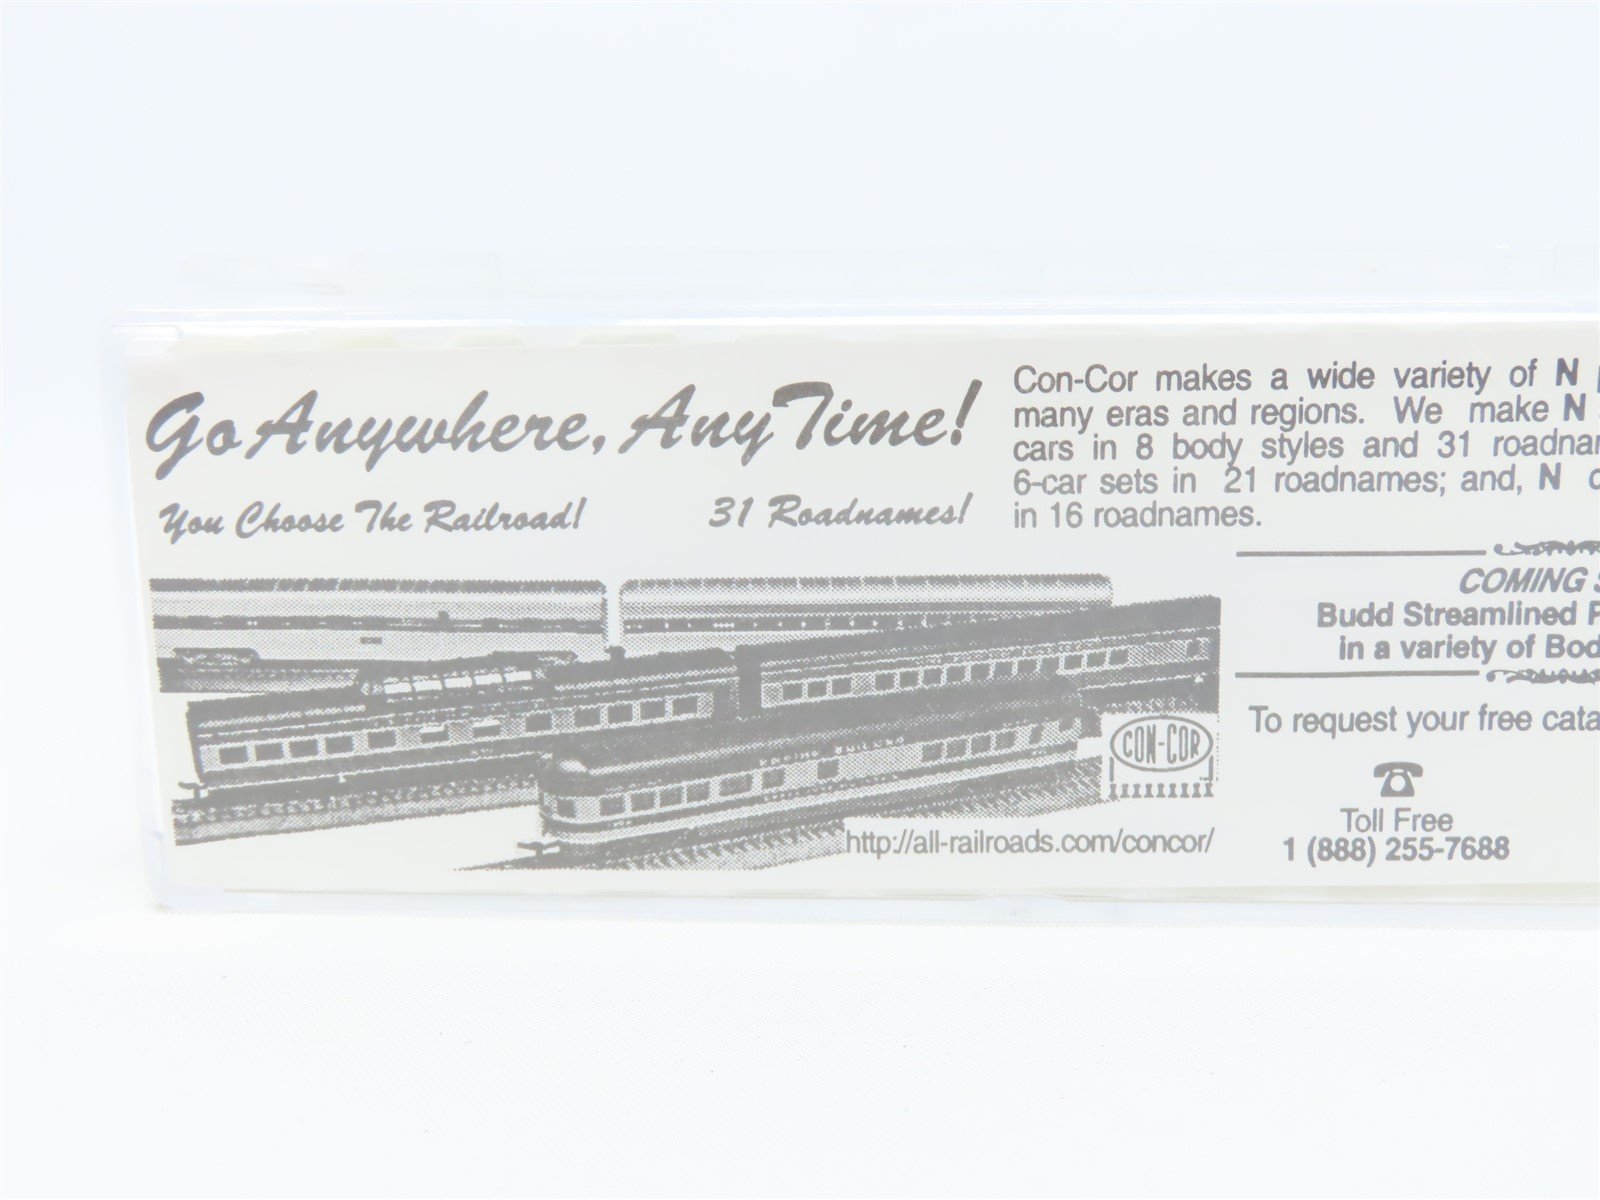 Go Anywhere, Any Time!
You Choose The Railroad! 31 Roadnames!
Con-Cor makes a wide variety of N
many eras and regions. We make N
cars in 8 body styles and 31
6-car sets in 21 roadnames; and, N
in 16 roadnames.
COMING
Budd Streamlined
in a variety of
To request your free
Toll Free
1 (888) 255-7688
CON-COR
http://all-railroads.com/concor/